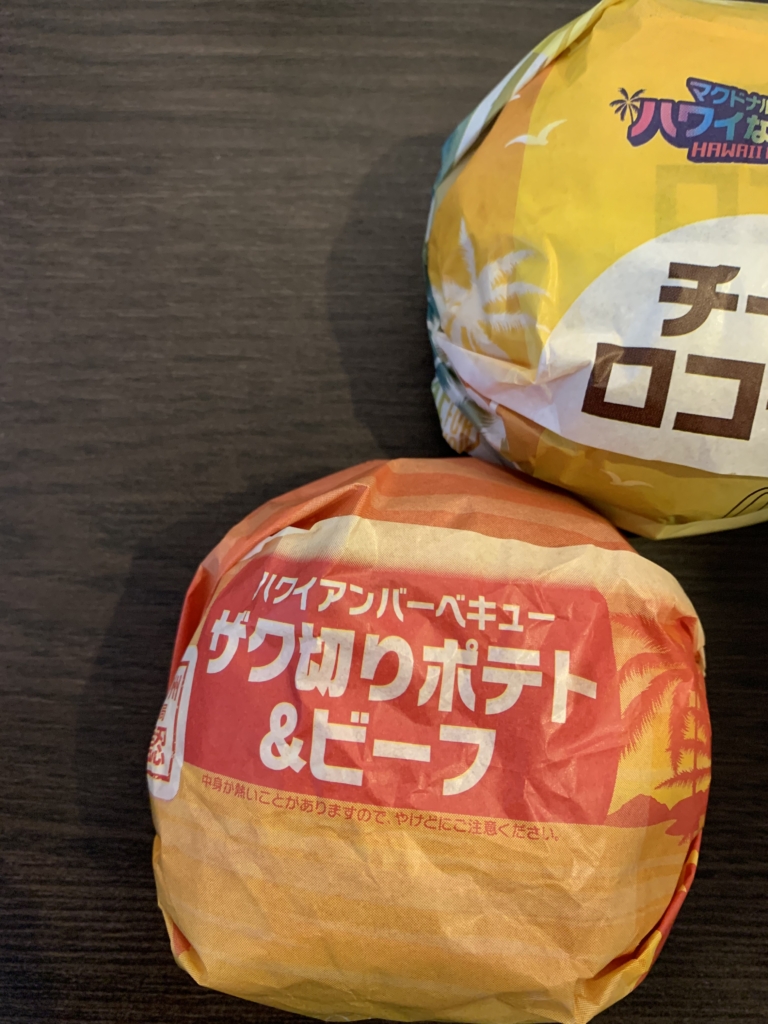 マクドナル
ハワイな
HAWAII
チー
ロコモ
ハワイアンバーベキュー
ザク切りポテト
&ビーフ
中身が熱いことがありますので、やけどにご注意ください。